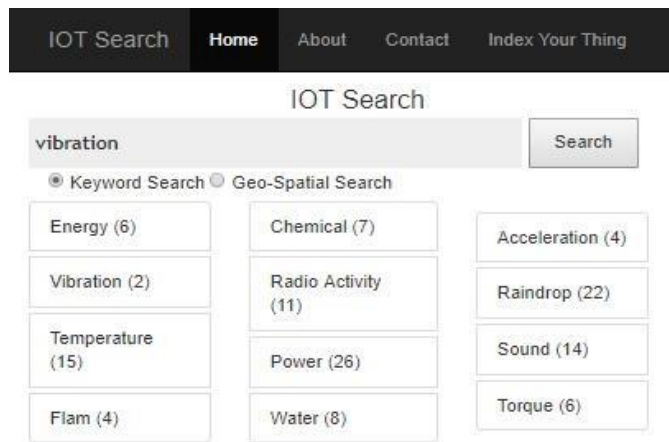 IOT Search Home About Contact Index Your Thing
IOT Search
vibration Search
Keyword Search Geo-Spatial Search
Energy (6)
Vibration (2)
Temperature
(15)
Flam (4)
Chemical (7)
Radio Activity
(11)
Power (26)
Water (8)
Acceleration (4)
Raindrop (22)
Sound (14)
Torque (6)